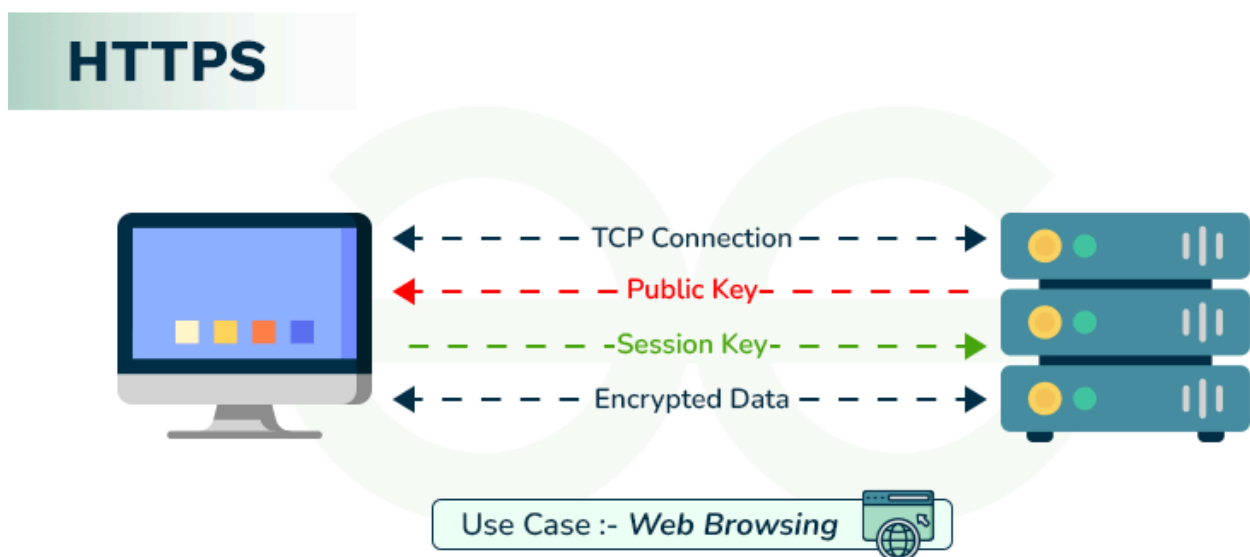 HTTPS
TCP Connection
Public Key
Session Key
Encrypted Data
Use Case :- Web Browsing